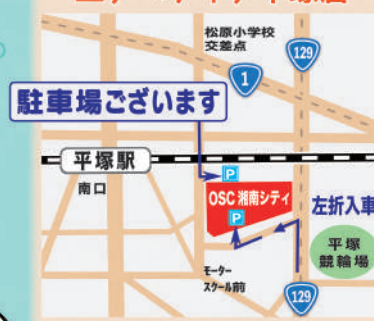 松原小学校
交差点
129
1
駐車場ございます
平塚駅
南口
P
OSC 湘南シティ
P
左折入車
平塚
競輪場
モーター
スクール前
129